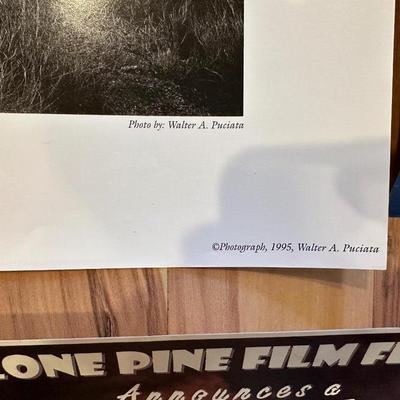 Photo by: Walter A. Puciata
©Photograph, 1995, Walter A. Puciata
LONE PINE FILM
Announces a